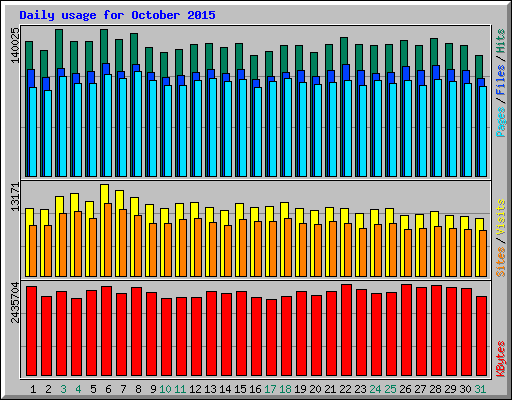 Daily usage for October 2015
140025
Pages / Files / Hits
13171
Sites / Visits
2435704
KBytes
1 2 3 4 5 6 7 8 9 10 11 12 13 14 15 16 17 18 19 20 21 22 23 24 25 26 27 28 29 30 31